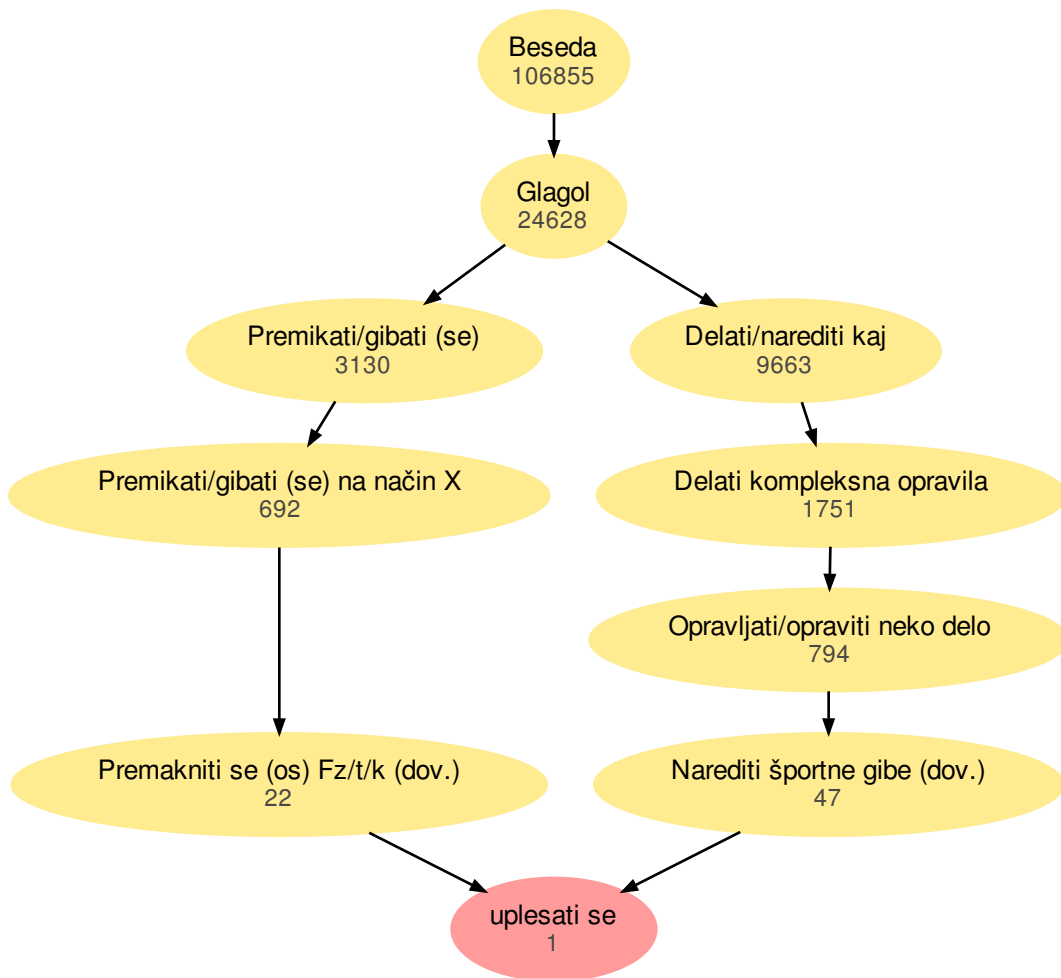 Beseda
106855
Glagol
24628
Premikati/gibati (se)
3130
Delati/narediti kaj
9663
Premikati/gibati (se) na način X
692
Delati kompleksna opravila
1751
Opravljati/opraviti neko delo
794
Premakniti se (os) Fz/t/k (dov.)
22
Narediti športne gibe (dov.)
47
uplesati se
1